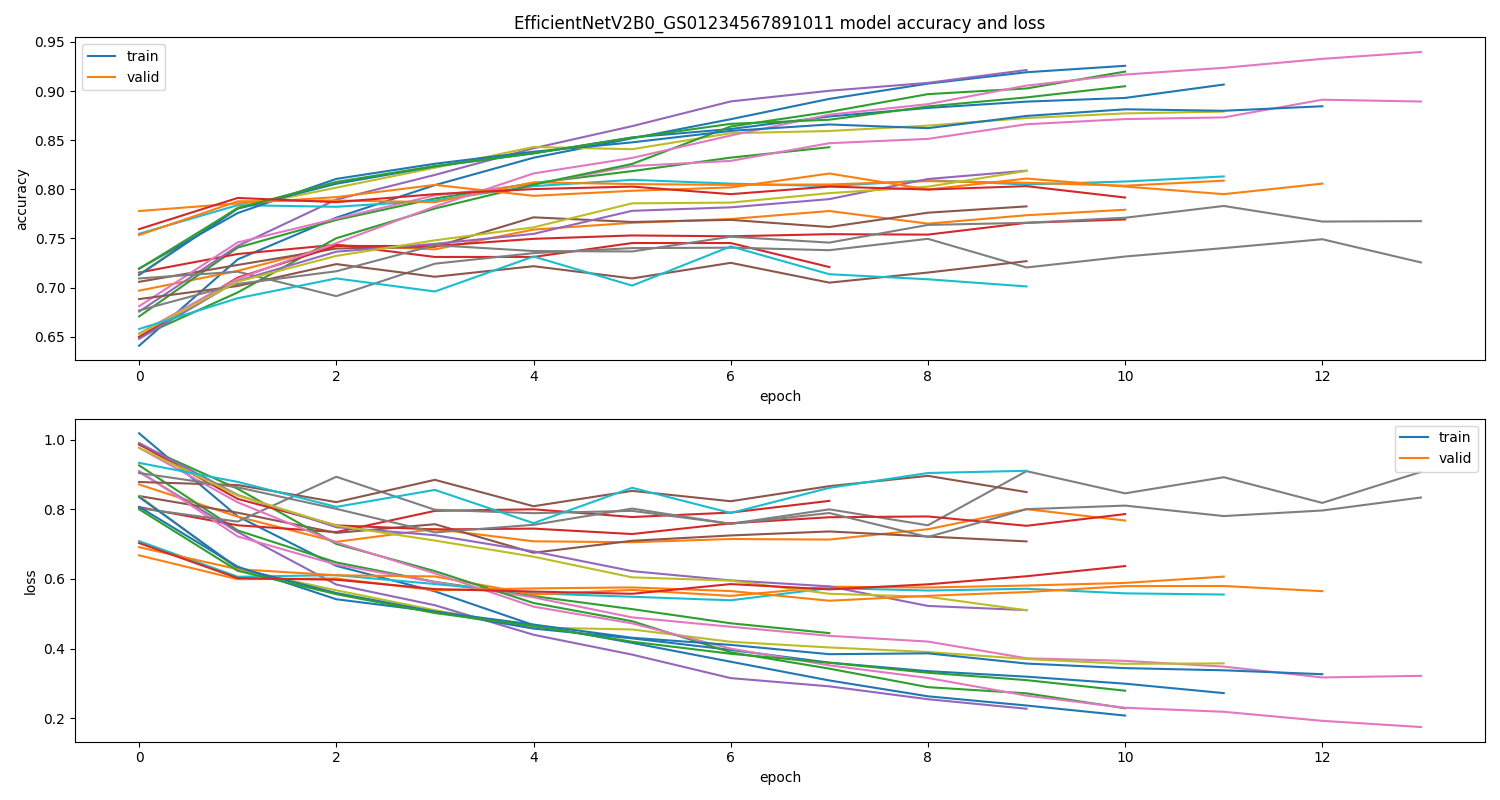 EfficientNetV2B0_GS01234567891011 model accuracy and loss
train
valid
accuracy
0.95
0.90
0.85
0.80
0.75
0.70
0.65
0 2 4 6 8 10 12
epoch
train
valid
loss
1.0
0.8
0.6
0.4
0.2
0 2 4 6 8 10 12
epoch